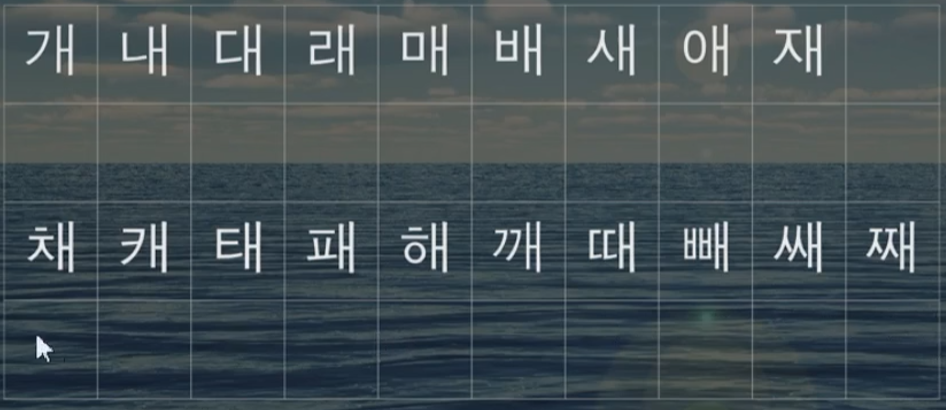 개 내 대 래 매 배 새 애 재
채 캐 태 패 해 깨 때 빼 쌔 째